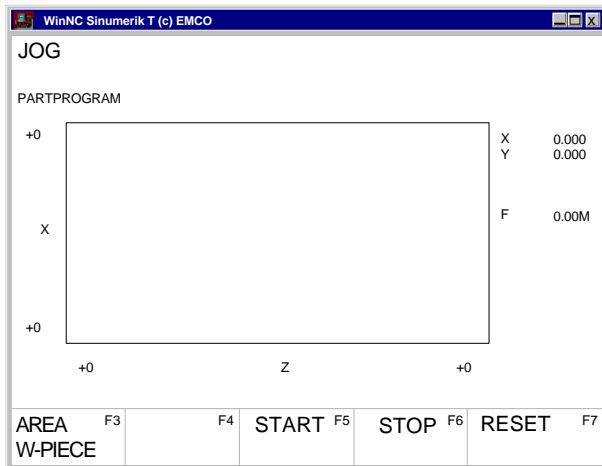 WinNC Sinumerik T (c) EMCO
JOG
PARTPROGRAM
+0
X 0.000
Y 0.000
F 0.00M
X
+0
+0 Z +0
AREA F3 F4 START F5 STOP F6 RESET F7
W-PIECE